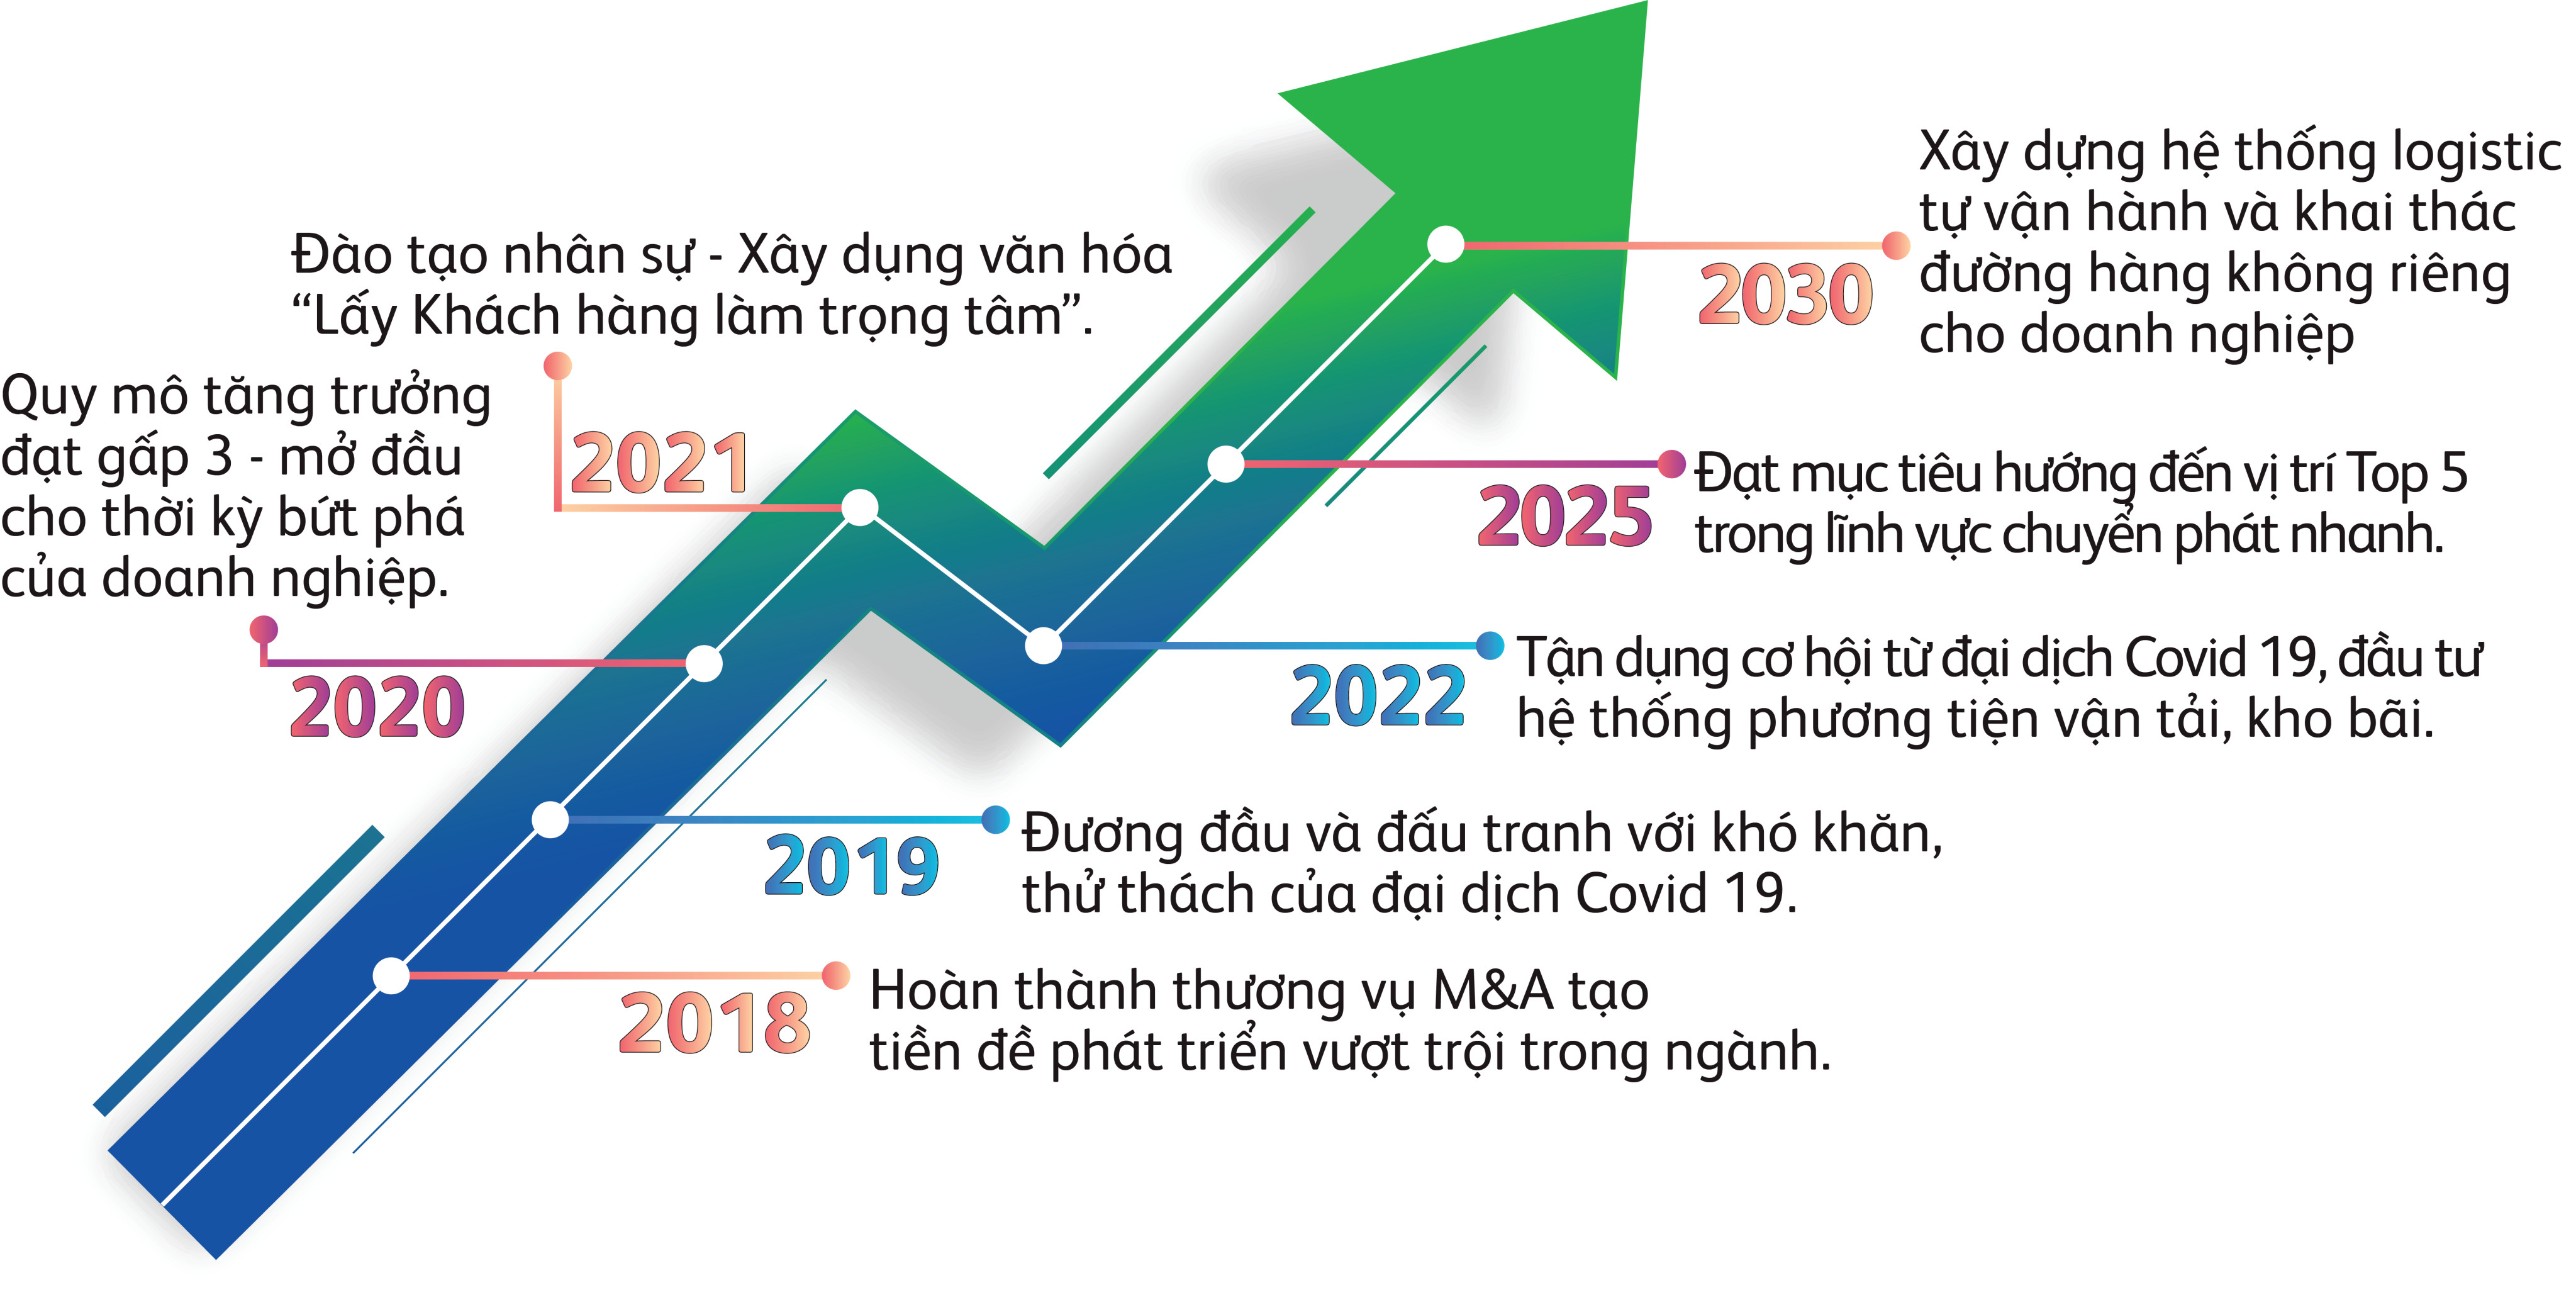 Xây dựng hệ thống logistic
tự vận hành và khai thác
đường hàng không riêng
cho doanh nghiệp
2030
Đào tạo nhân sự - Xây dụng văn hóa
“Lấy Khách hàng làm trọng tâm”.
2021
Quy mô tăng trưởng
đạt gấp 3 - mở đầu
cho thời kỳ bứt phá
của doanh nghiệp.
2020
Đạt mục tiêu hướng đến vị trí Top 5
trong lĩnh vực chuyển phát nhanh.
2025
Tận dụng cơ hội từ đại dịch Covid 19, đầu tư
hệ thống phương tiện vận tải, kho bãi.
2022
Đương đầu và đấu tranh với khó khăn,
thử thách của đại dịch Covid 19.
2019
Hoàn thành thương vụ M&A tạo
tiền đề phát triển vượt trội trong ngành.
2018